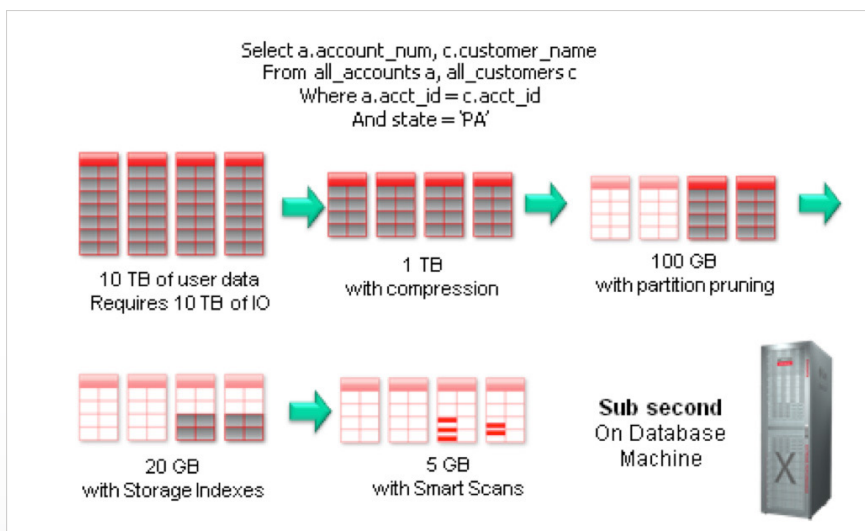 Select a.account_num, c.customer_name
From all_accounts a, all_customers c
Where a.acct_id = c.acct_id
And state = 'PA'
10 TB of user data
Requires 10 TB of IO
1 TB
with compression
100 GB
with partition pruning
20 GB
with Storage Indexes
5 GB
with Smart Scans
Sub second
On Database
Machine
X